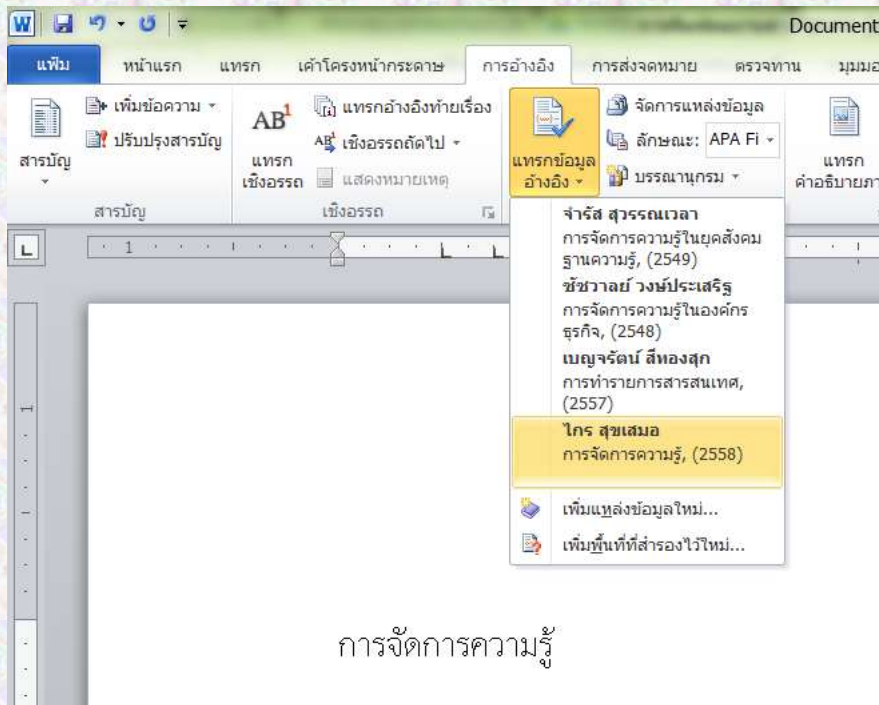 Document
แฟ้ม หน้าแรก แทรก เค้าโครงหน้ากระดาษ การอ้างอิง การส่งจดหมาย ตรวจทาน
สารบัญ
เพิ่มข้อความ
ปรับปรุงสารบัญ
สารบัญ
AB1
แทรก
เชิงอรรถ
แทรกอ้างอิงท้ายเรื่อง
เชิงอรรถถัดไป
แสดงหมายเหตุ
เชิงอรรถ
แทรกข้อมูล
อ้างอิง
จัดการแหล่งข้อมูล
ลักษณะ: APA Fi
บรรณานุกรม
แทรก
คำอธิบายภา
จำรัส สุวรรณเวลา
การจัดการความรู้ในยุคสังคม
ฐานความรู้, (2549)
ชัชวาลย์ วงษ์ประเสริฐ
การจัดการความรู้ในองค์กร
ธุรกิจ, (2548)
เบญจรัตน์ สีทองสุก
การทำรายการสารสนเทศ,
(2557)
ไกร สุขเสมอ
การจัดการความรู้, (2558)
เพิ่มแหล่งข้อมูลใหม่...
เพิ่มพื้นที่ที่สำรองไว้ใหม่...
1
1
การจัดการความรู้